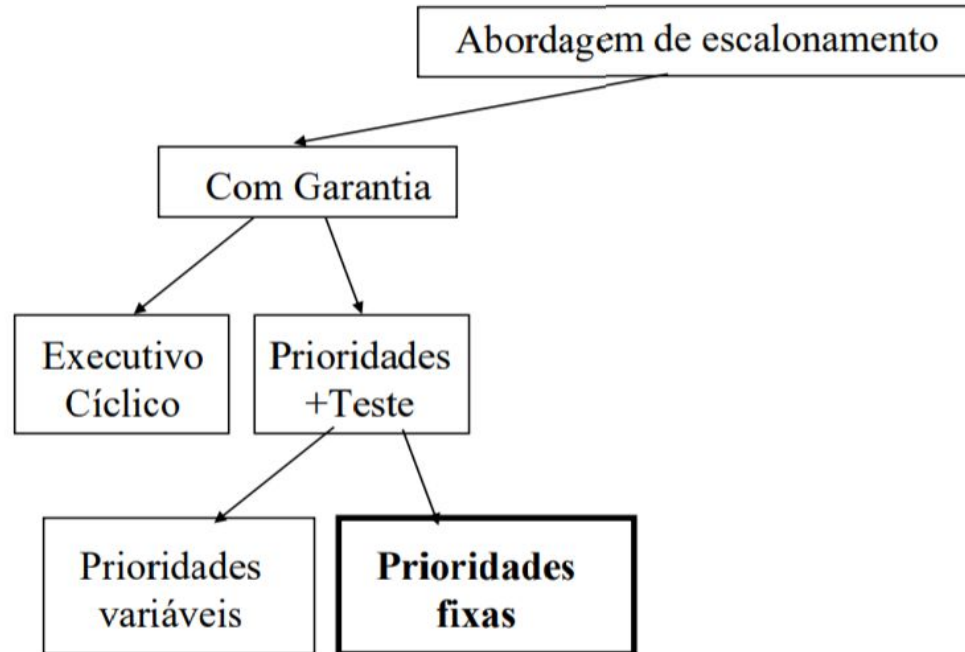 Abordagem de escalonamento
Com Garantia
Executivo
Cíclico
Prioridades
+Teste
Prioridades
variáveis
Prioridades
fixas